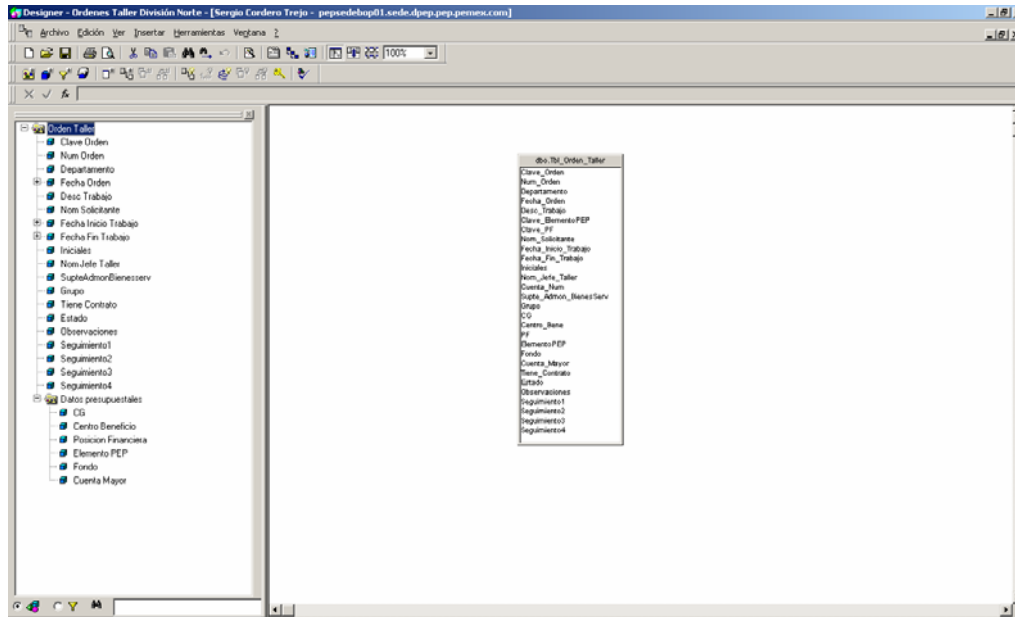 Designer - Ordenes Taller División Norte - [Sergio Cordero Trejo - pepsedebop01.sede.dpep.pep.pemex.com]
Archivo Edición Ver Insertar Herramientas Ventana ?
100%
Orden Taller
Clave Orden
Num Orden
Departamento
Fecha Orden
Desc Trabajo
Nom Solicitante
Fecha Inicio Trabajo
Fecha Fin Trabajo
Iniciales
Nom Jefe Taller
SupteAdmonBienesserv
Grupo
Tiene Contrato
Estado
Observaciones
Seguimiento1
Seguimiento2
Seguimiento3
Seguimiento4
Datos presupuestales
CG
Centro Beneficio
Posicion Financiera
Elemento PEP
Fondo
Cuenta Mayor
dbo.Tbl_Orden_Taller
Clave_Orden
Num_Orden
Departamento
Fecha_Orden
Desc_Trabajo
Clave_ElementoPEP
Clave_PF
Nom_Solicitante
Fecha_Inicio_Trabajo
Fecha_Fin_Trabajo
Iniciales
Nom_Jefe_Taller
Cuenta_Num
Supte_Admon_BienesServ
Grupo
CG
Centro_Bene
PF
ElementoPEP
Fondo
Cuenta_Mayor
Tiene_Contrato
Estado
Observaciones
Seguimiento1
Seguimiento2
Seguimiento3
Seguimiento4